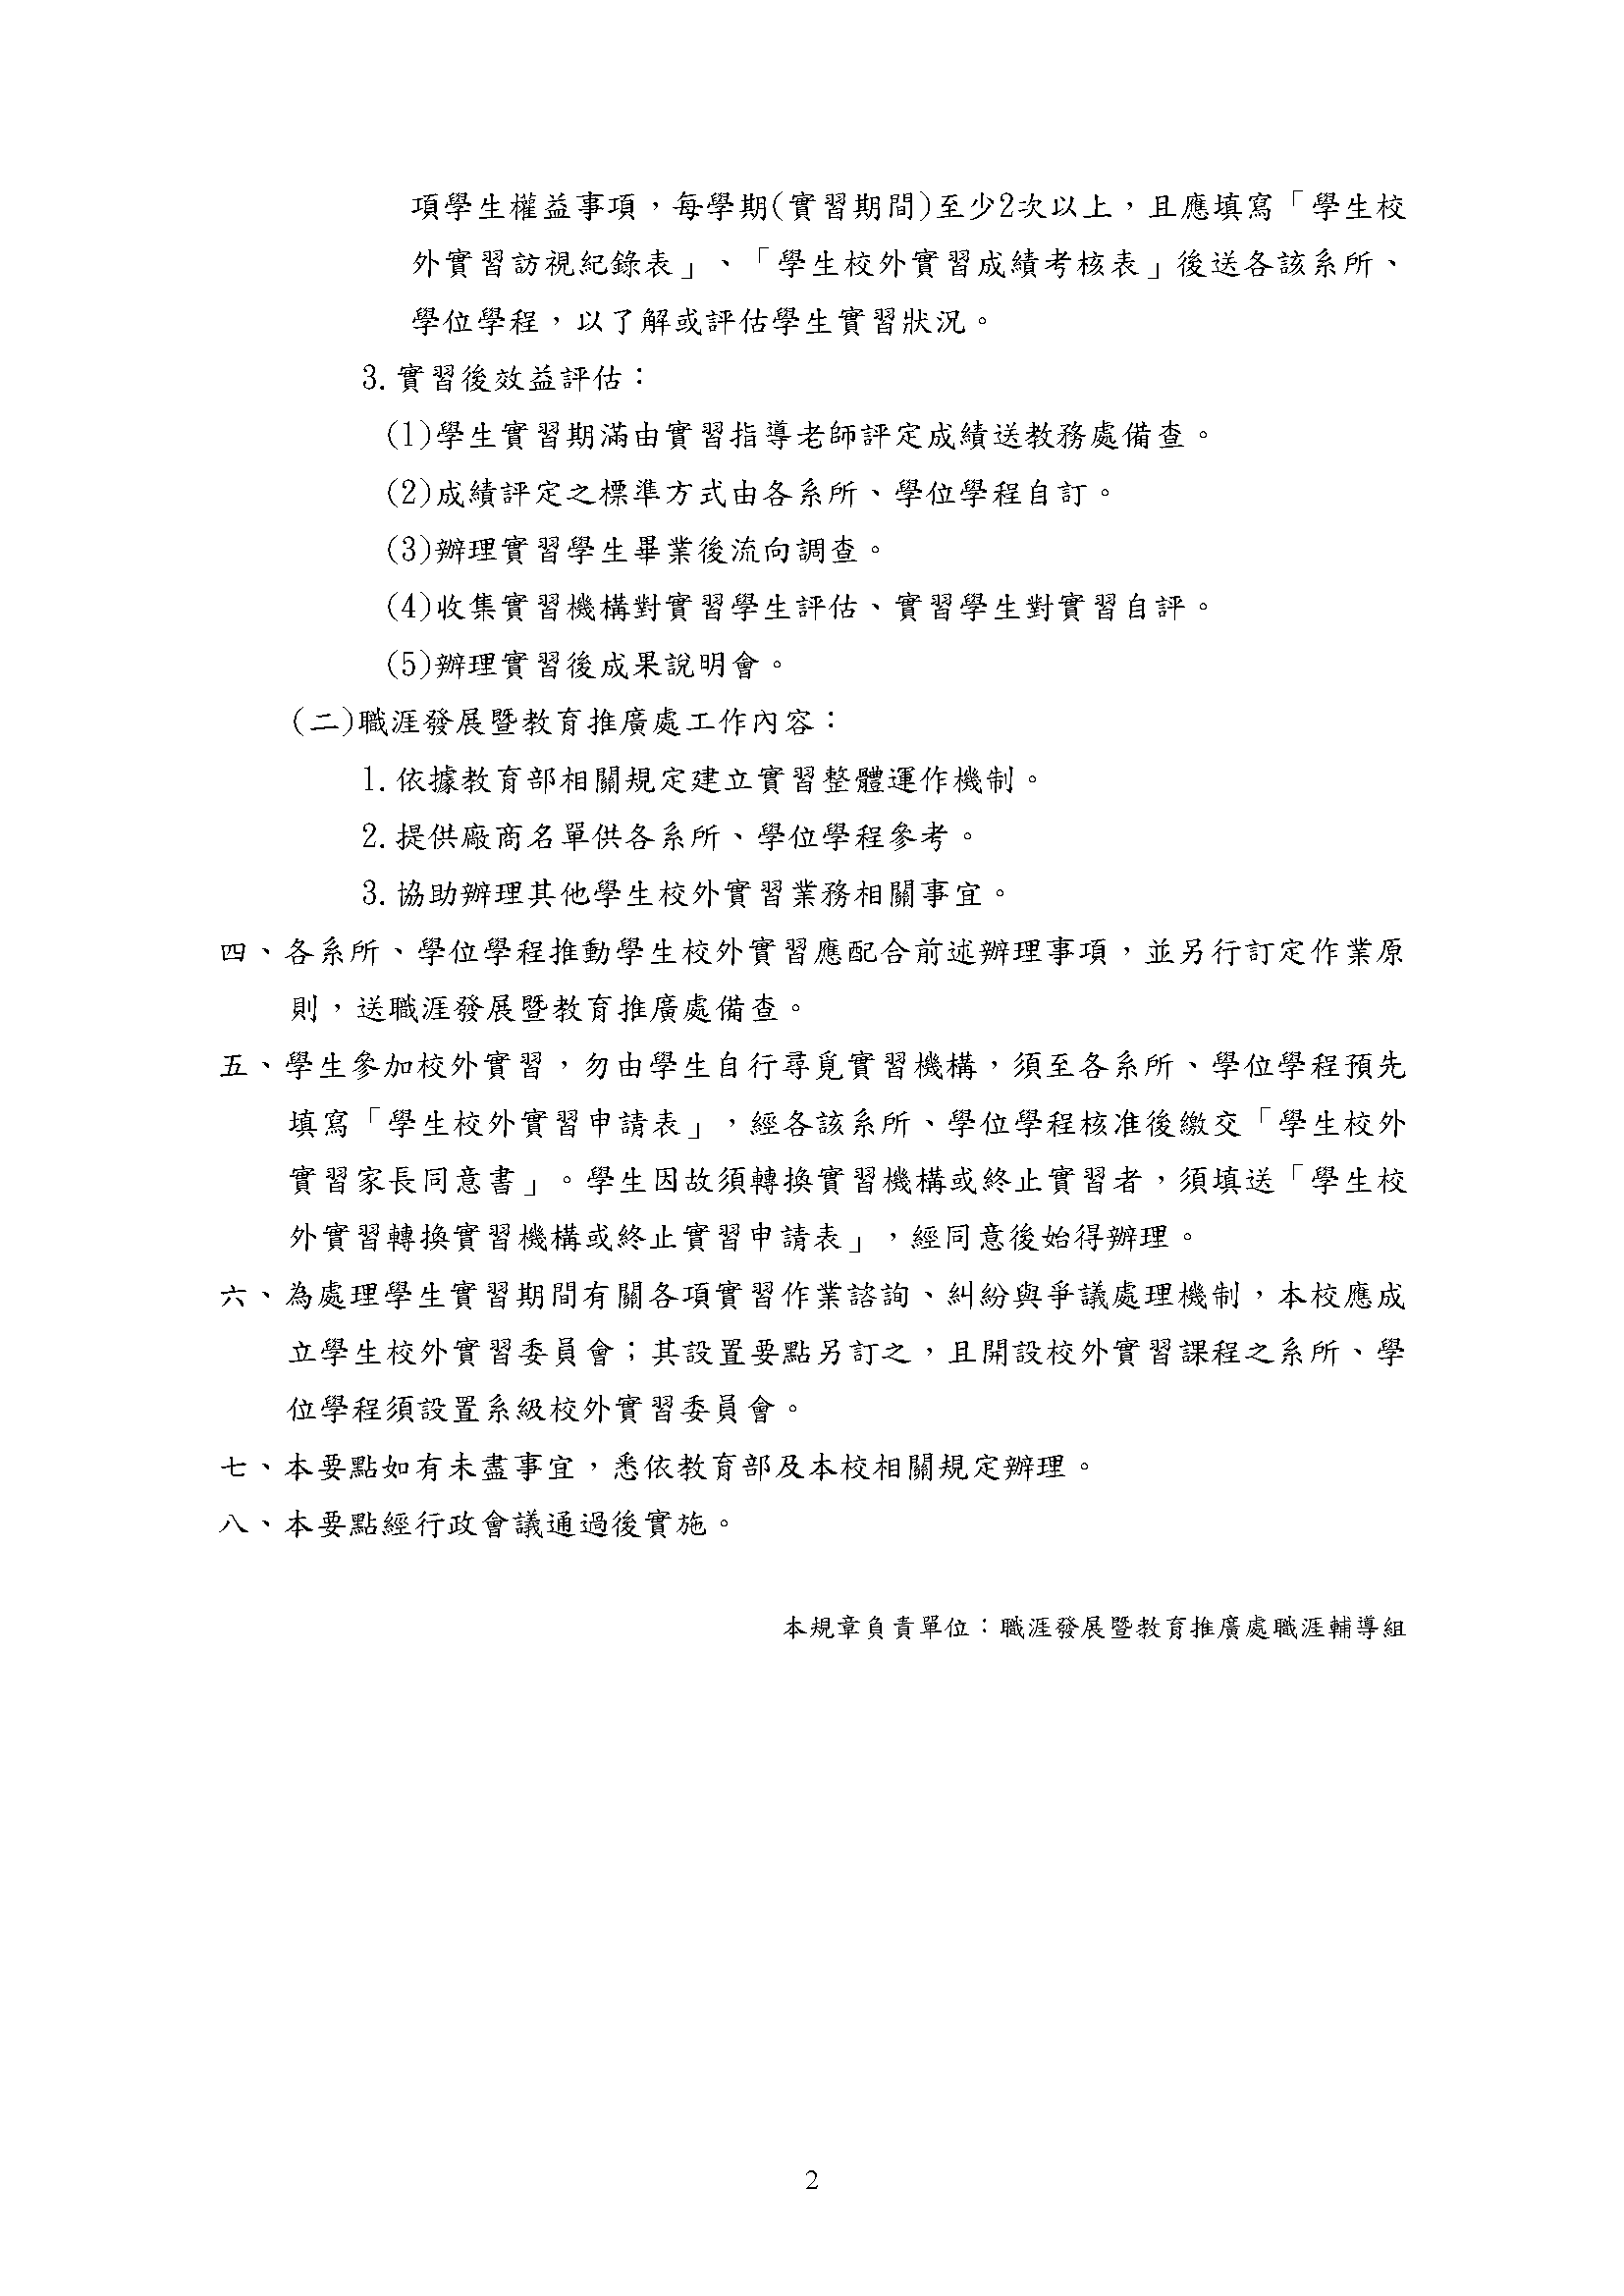 項學生權益事項，每學期(實習期間)至少2次以上，且應填寫「學生校
外實習訪視紀錄表」、「學生校外實習成績考核表」後送各該系所、
學位學程，以了解或評估學生實習狀況。
3.實習後效益評估：
(1)學生實習期滿由實習指導老師評定成績送教務處備查。
(2)成績評定之標準方式由各系所、學位學程自訂。
(3)辦理實習學生畢業後流向調查。
(4)收集實習機構對實習學生評估、實習學生對實習自評。
(5)辦理實習後成果說明會。
(二)職涯發展暨教育推廣處工作內容：
1.依據教育部相關規定建立實習整體運作機制。
2.提供廠商名單供各系所、學位學程參考。
3.協助辦理其他學生校外實習業務相關事宜。
四、各系所、學位學程推動學生校外實習應配合前述辦理事項，並另行訂定作業原
則，送職涯發展暨教育推廣處備查。
五、學生參加校外實習，勿由學生自行尋覓實習機構，須至各系所、學位學程預先
填寫「學生校外實習申請表」，經各該系所、學位學程核准後繳交「學生校外
實習家長同意書」。學生因故須轉換實習機構或終止實習者，須填送「學生校
外實習轉換實習機構或終止實習申請表」，經同意後始得辦理。
六、為處理學生實習期間有關各項實習作業諮詢、糾紛與爭議處理機制，本校應成
立學生校外實習委員會；其設置要點另訂之，且開設校外實習課程之系所、學
位學程須設置系級校外實習委員會。
七、本要點如有未盡事宜，悉依教育部及本校相關規定辦理。
八、本要點經行政會議通過後實施。
本規章負責單位：職涯發展暨教育推廣處職涯輔導組
2